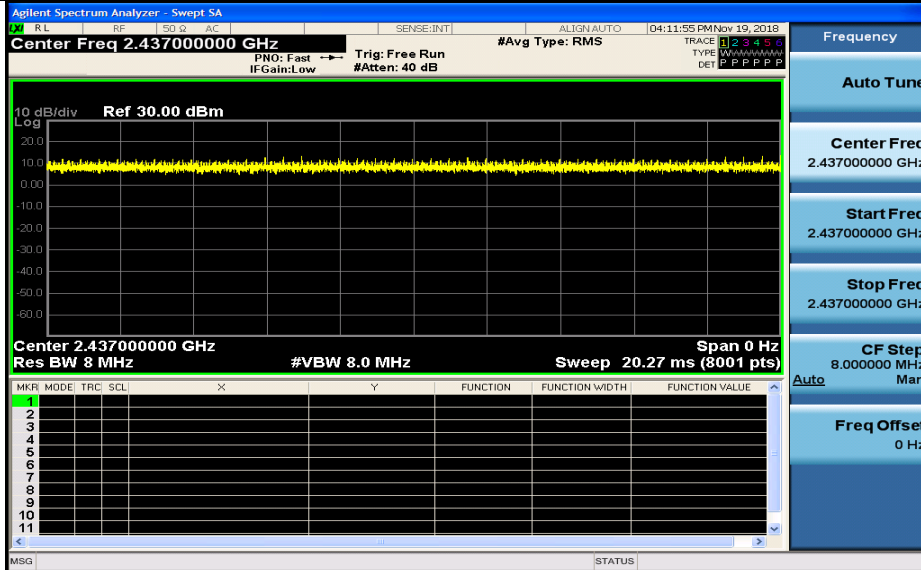 Agilent Spectrum Analyzer - Swept SA
LXI RL RF 50 Ω AC SENSE:INT ALIGN AUTO 04:11:55 PM Nov 19, 2018
Center Freq 2.437000000 GHz #Avg Type: RMS TRACE 1 2 3 4 5 6
PNO: Fast Trig: Free Run TYPE
IFGain:Low #Atten: 40 dB DET P P P P P P
10 dB/div Ref 30.00 dBm
Log
20.0
10.0
0.00
-10.0
-20.0
-30.0
-40.0
-50.0
-60.0
Center 2.437000000 GHz Span 0 Hz
Res BW 8 MHz #VBW 8.0 MHz Sweep 20.27 ms (8001 pts)
MKR MODE TRC SCL X Y FUNCTION FUNCTION WIDTH FUNCTION VALUE
1
2
3
4
5
6
7
8
9
10
11
MSG STATUS
Frequency
Auto Tune
Center Freq
2.437000000 GHz
Start Freq
2.437000000 GHz
Stop Freq
2.437000000 GHz
CF Step
8.000000 MHz
Auto Man
Freq Offset
0 Hz